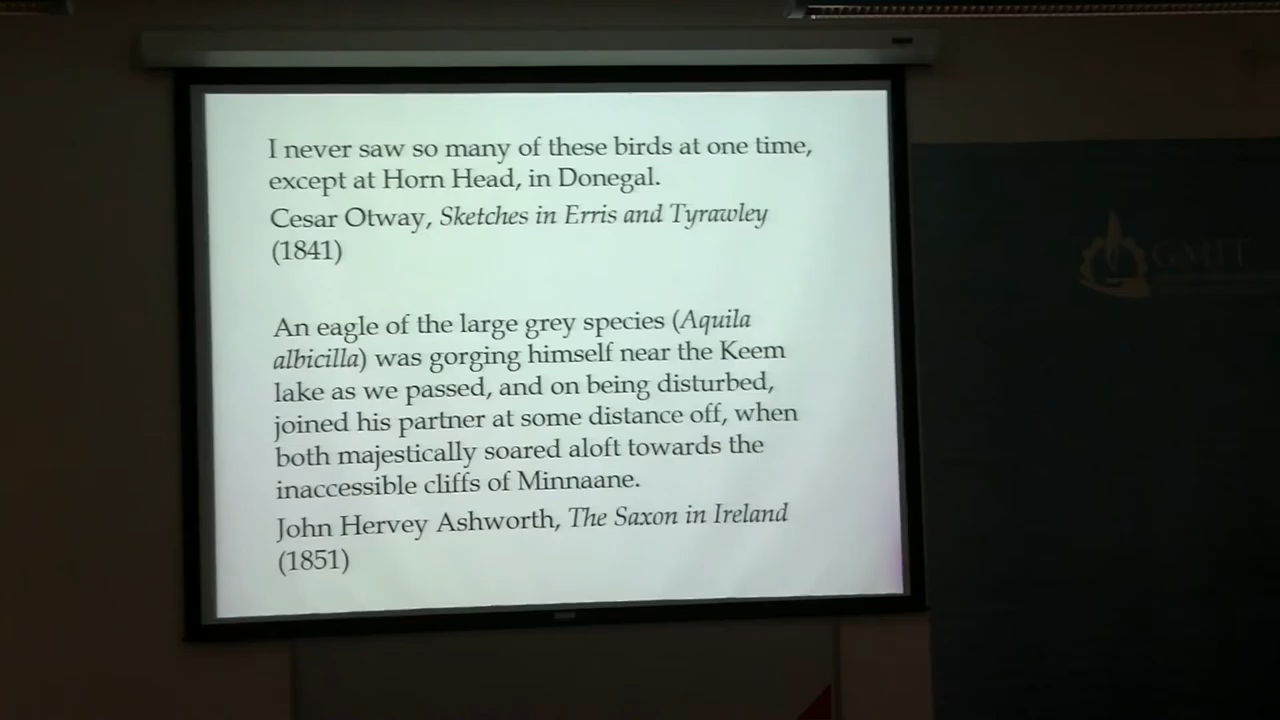 I never saw so many of these birds at one time,
except at Horn Head, in Donegal.
Cesar Otway, Sketches in Erris and Tyrawley
(1841)
An eagle of the large grey species (Aquila
albicilla) was gorging himself near the Keem
lake as we passed, and on being disturbed,
joined his partner at some distance off, when
both majestically soared aloft towards the
inaccessible cliffs of Minnaane.
John Hervey Ashworth, The Saxon in Ireland
(1851)
GMIT